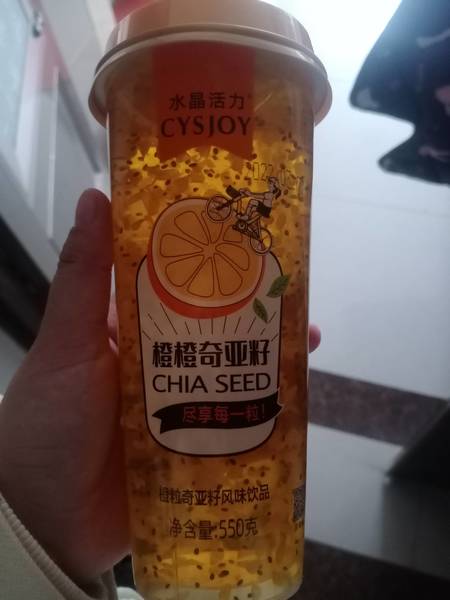 水晶活力®
CYSJOY
橙橙奇亚籽
CHIA SEED
尽享每一粒！
橙粒奇亚籽风味饮品
净含量:550克